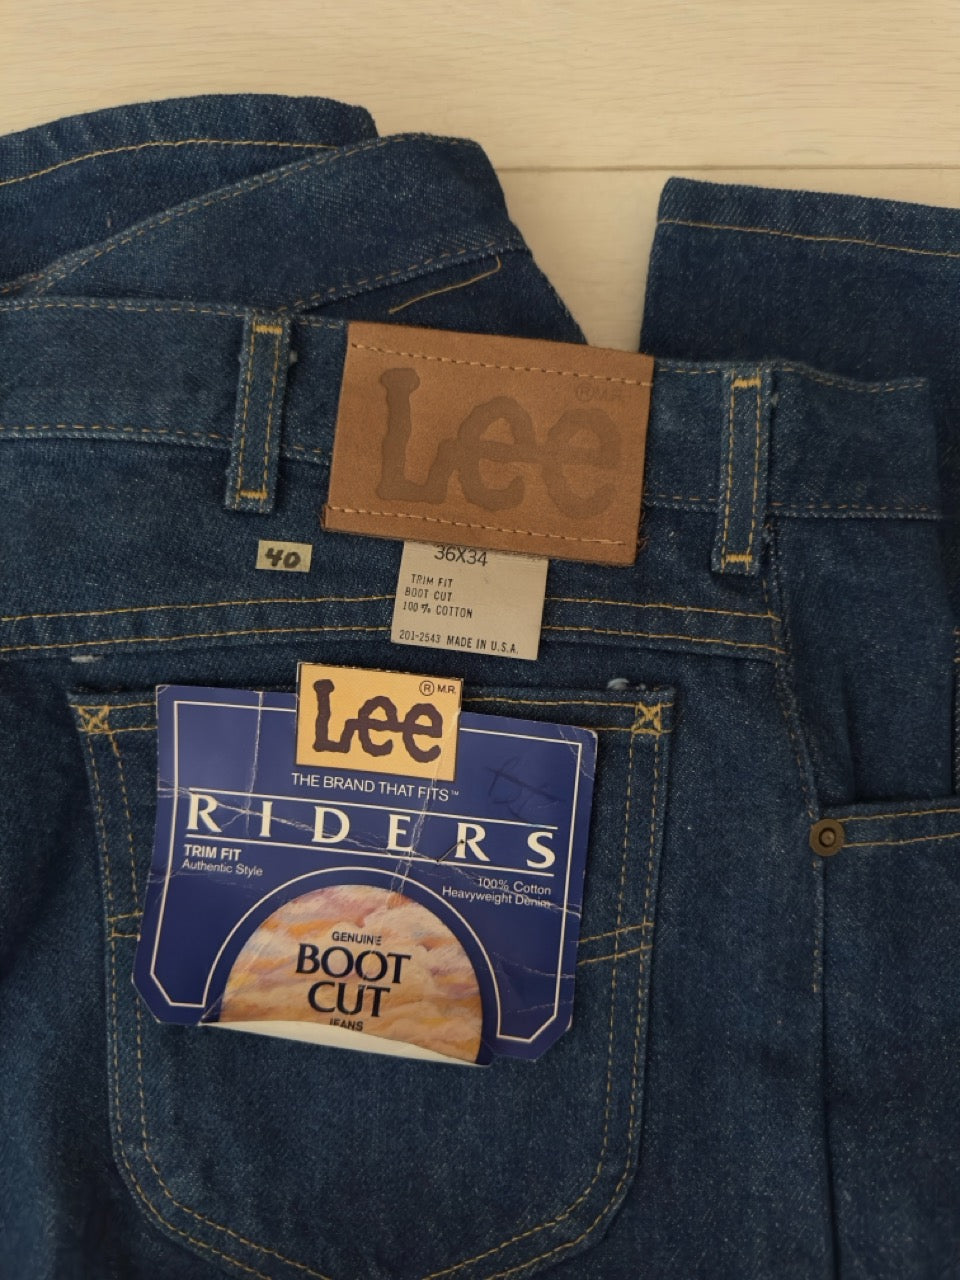 Lee
® M.R.
40
36X34
TRIM FIT
BOOT CUT
100 % COTTON
201-2543 MADE IN U.S.A.
Lee
® M.R.
THE BRAND THAT FITS™
RIDERS
TRIM FIT
Authentic Style
100% Cotton
Heavyweight Denim
GENUINE
BOOT
CUT
JEANS